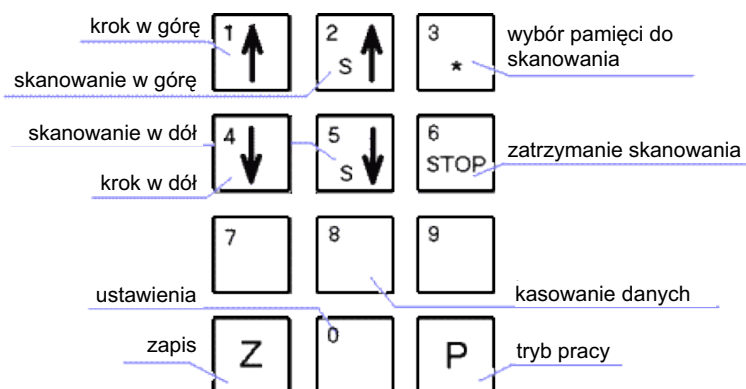 krok w górę
1
2
S
3
*
wybór pamięci do
skanowania
skanowanie w górę
skanowanie w dół
4
5
S
6
STOP
zatrzymanie skanowania
krok w dół
7
8
9
ustawienia
kasowanie danych
zapis
Z
0
P
tryb pracy